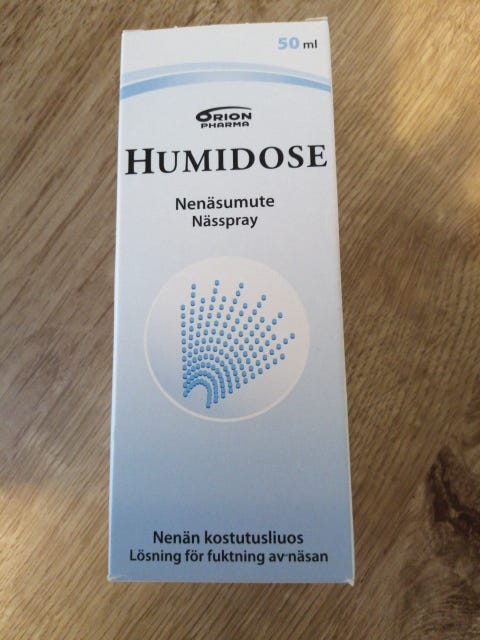 50 ml
ORION
PHARMA
HUMIDOSE
Nenäsumute
Nässpray
Nenän kostutusliuos
Lösning för fuktning av näsan